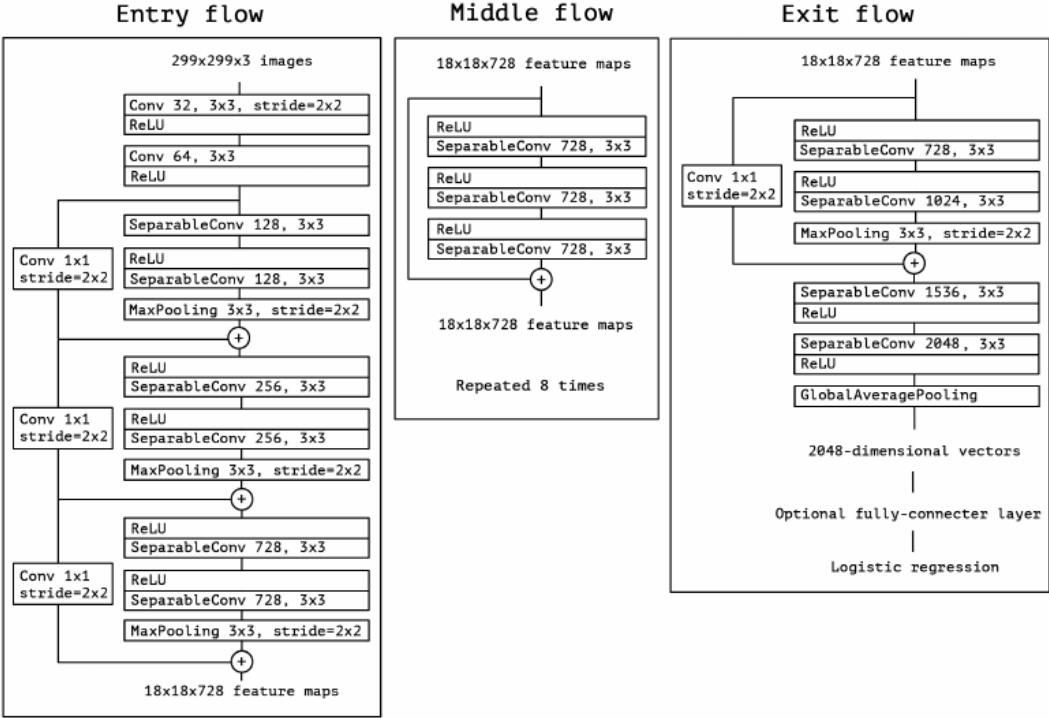 Entry flow
299x299x3 images
Conv 32, 3x3, stride=2x2
ReLU
Conv 64, 3x3
ReLU
SeparableConv 128, 3x3
Conv 1x1
stride=2x2
ReLU
SeparableConv 128, 3x3
MaxPooling 3x3, stride=2x2
+
ReLU
SeparableConv 256, 3x3
Conv 1x1
stride=2x2
ReLU
SeparableConv 256, 3x3
MaxPooling 3x3, stride=2x2
+
ReLU
SeparableConv 728, 3x3
Conv 1x1
stride=2x2
ReLU
SeparableConv 728, 3x3
MaxPooling 3x3, stride=2x2
+
18x18x728 feature maps
Middle flow
18x18x728 feature maps
ReLU
SeparableConv 728, 3x3
ReLU
SeparableConv 728, 3x3
ReLU
SeparableConv 728, 3x3
+
18x18x728 feature maps
Repeated 8 times
Exit flow
18x18x728 feature maps
ReLU
SeparableConv 728, 3x3
Conv 1x1
stride=2x2
ReLU
SeparableConv 1024, 3x3
MaxPooling 3x3, stride=2x2
+
SeparableConv 1536, 3x3
ReLU
SeparableConv 2048, 3x3
ReLU
GlobalAveragePooling
2048-dimensional vectors
Optional fully-connecter layer
Logistic regression